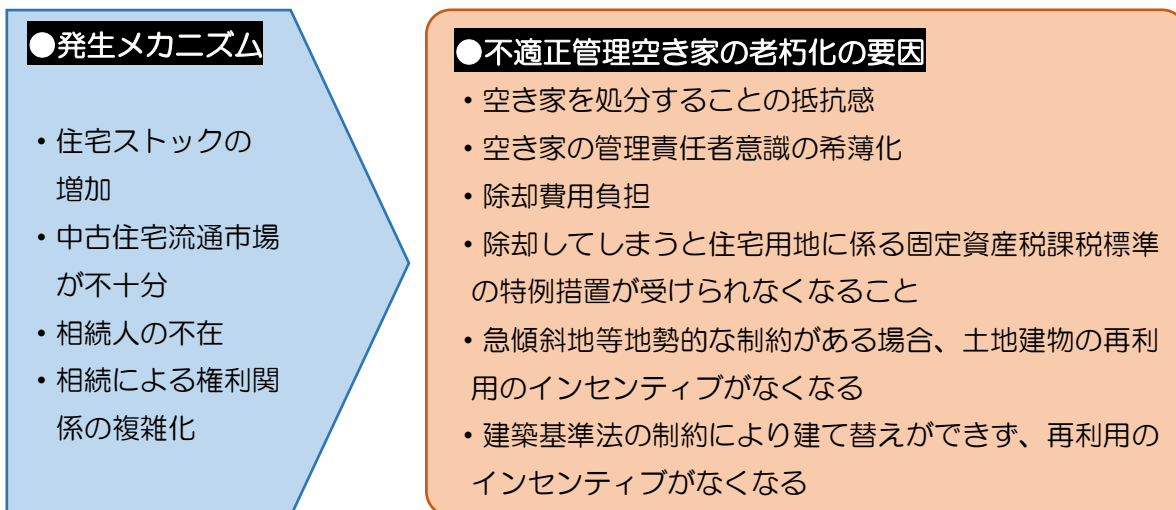 ●発生メカニズム
・住宅ストックの
増加
・中古住宅流通市場
が不十分
・相続人の不在
・相続による権利関
係の複雑化
●不適正管理空き家の老朽化の要因
・空き家を処分することの抵抗感
・空き家の管理責任者意識の希薄化
・除却費用負担
・除却してしまうと住宅用地に係る固定資産税課税標準
の特例措置が受けられなくなること
・急傾斜地等地勢的な制約がある場合、土地建物の再利
用のインセンティブがなくなる
・建築基準法の制約により建て替えができず、再利用の
インセンティブがなくなる